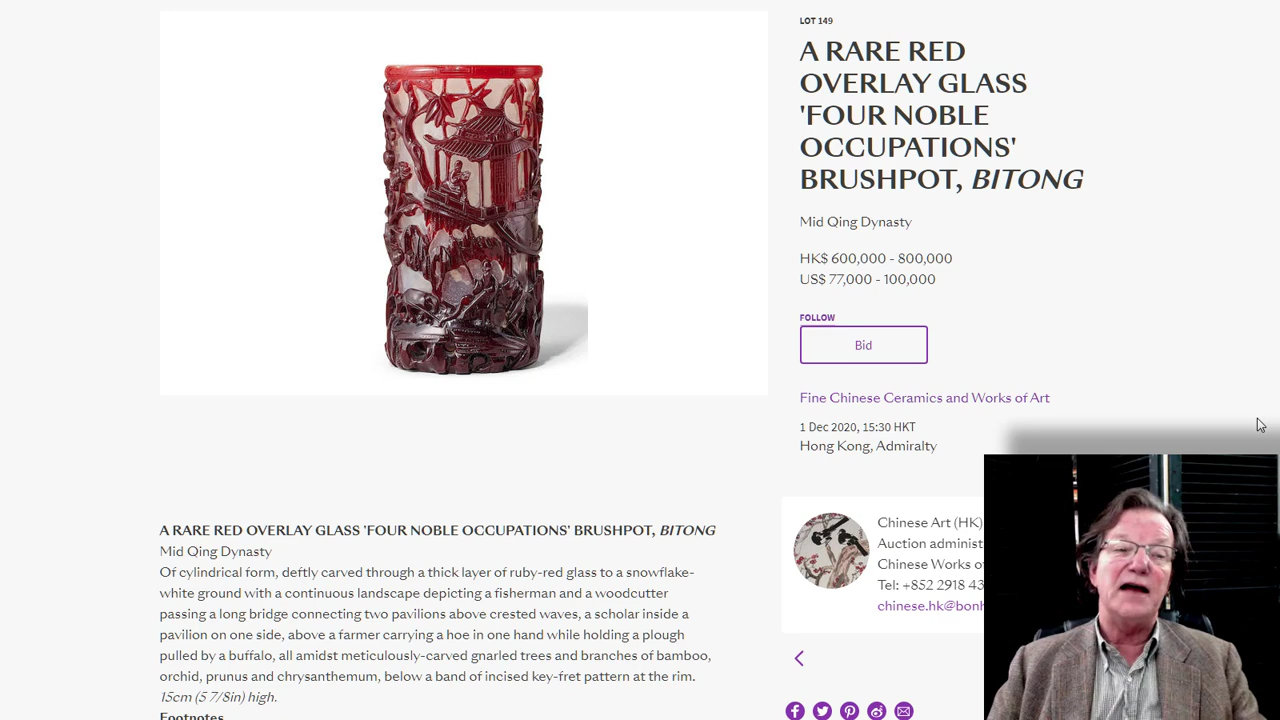 LOT 149
A RARE RED
OVERLAY GLASS
'FOUR NOBLE
OCCUPATIONS'
BRUSHPOT, BITONG
Mid Qing Dynasty
HK$ 600,000 - 800,000
US$ 77,000 - 100,000
FOLLOW
Bid
Fine Chinese Ceramics and Works of Art
1 Dec 2020, 15:30 HKT
Hong Kong, Admiralty
A RARE RED OVERLAY GLASS 'FOUR NOBLE OCCUPATIONS' BRUSHPOT, BITONG
Mid Qing Dynasty
Of cylindrical form, deftly carved through a thick layer of ruby-red glass to a snowflake-
white ground with a continuous landscape depicting a fisherman and a woodcutter
passing a long bridge connecting two pavilions above crested waves, a scholar inside a
pavilion on one side, above a farmer carrying a hoe in one hand while holding a plough
pulled by a buffalo, all amidst meticulously-carved gnarled trees and branches of bamboo,
orchid, prunus and chrysanthemum, below a band of incised key-fret pattern at the rim.
15cm (5 7/8in) high.
Footnotes
Chinese Art (HK)
Auction administ
Chinese Works o
Tel: +852 2918 43
chinese.hk@bonh